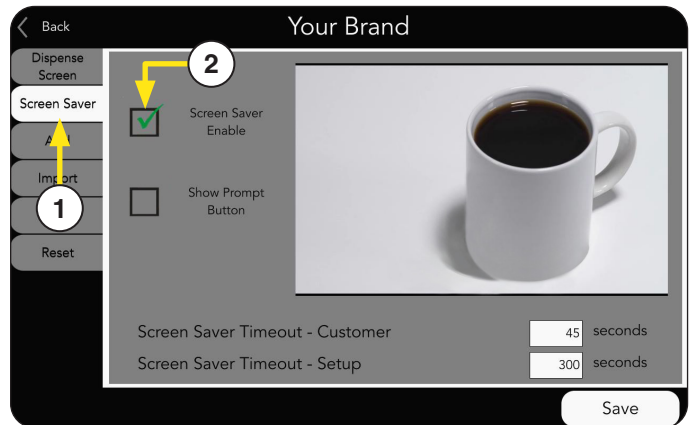 Back
Your Brand
Dispense
Screen
Screen Saver
Import
Reset
1
2
Screen Saver
Enable
Show Prompt
Button
Screen Saver Timeout - Customer
45 seconds
Screen Saver Timeout - Setup
300 seconds
Save